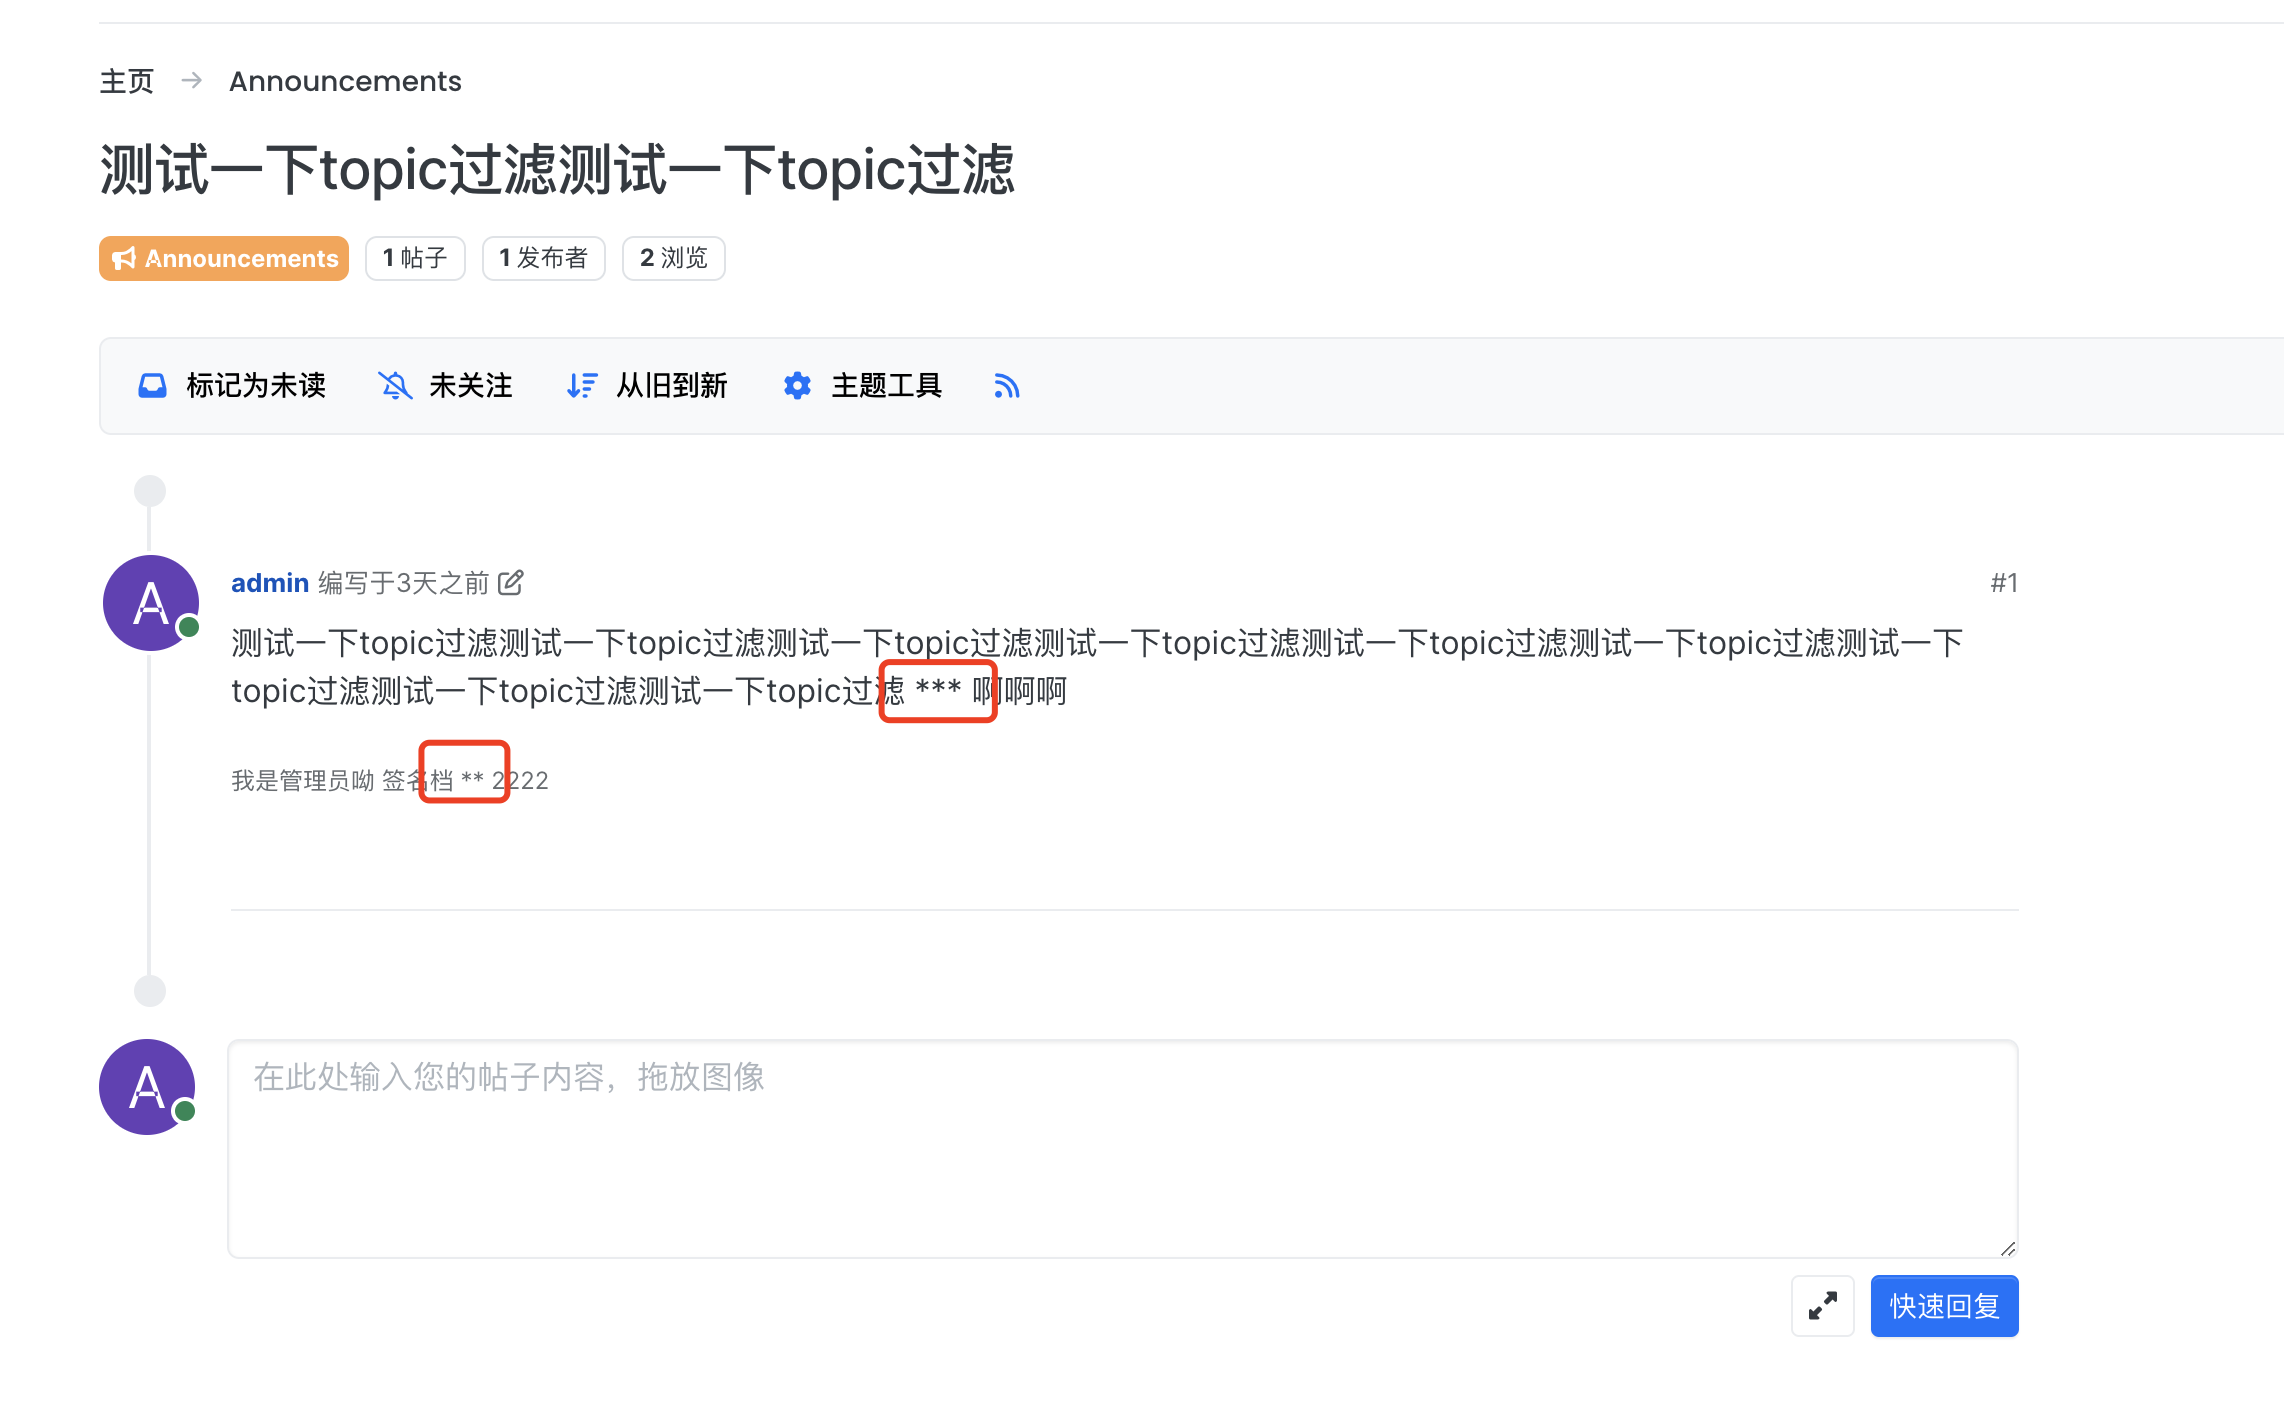 主页 → Announcements
测试一下topic过滤测试一下topic过滤
Announcements 1 帖子 1 发布者 2 浏览
标记为未读 未关注 从旧到新 主题工具
A
admin 编写于3天之前 #1
测试一下topic过滤测试一下topic过滤测试一下topic过滤测试一下topic过滤测试一下topic过滤测试一下topic过滤测试一下
topic过滤测试一下topic过滤测试一下topic过滤 *** 啊啊啊
我是管理员呦 签名档 ** 2222
A
在此处输入您的帖子内容，拖放图像
快速回复